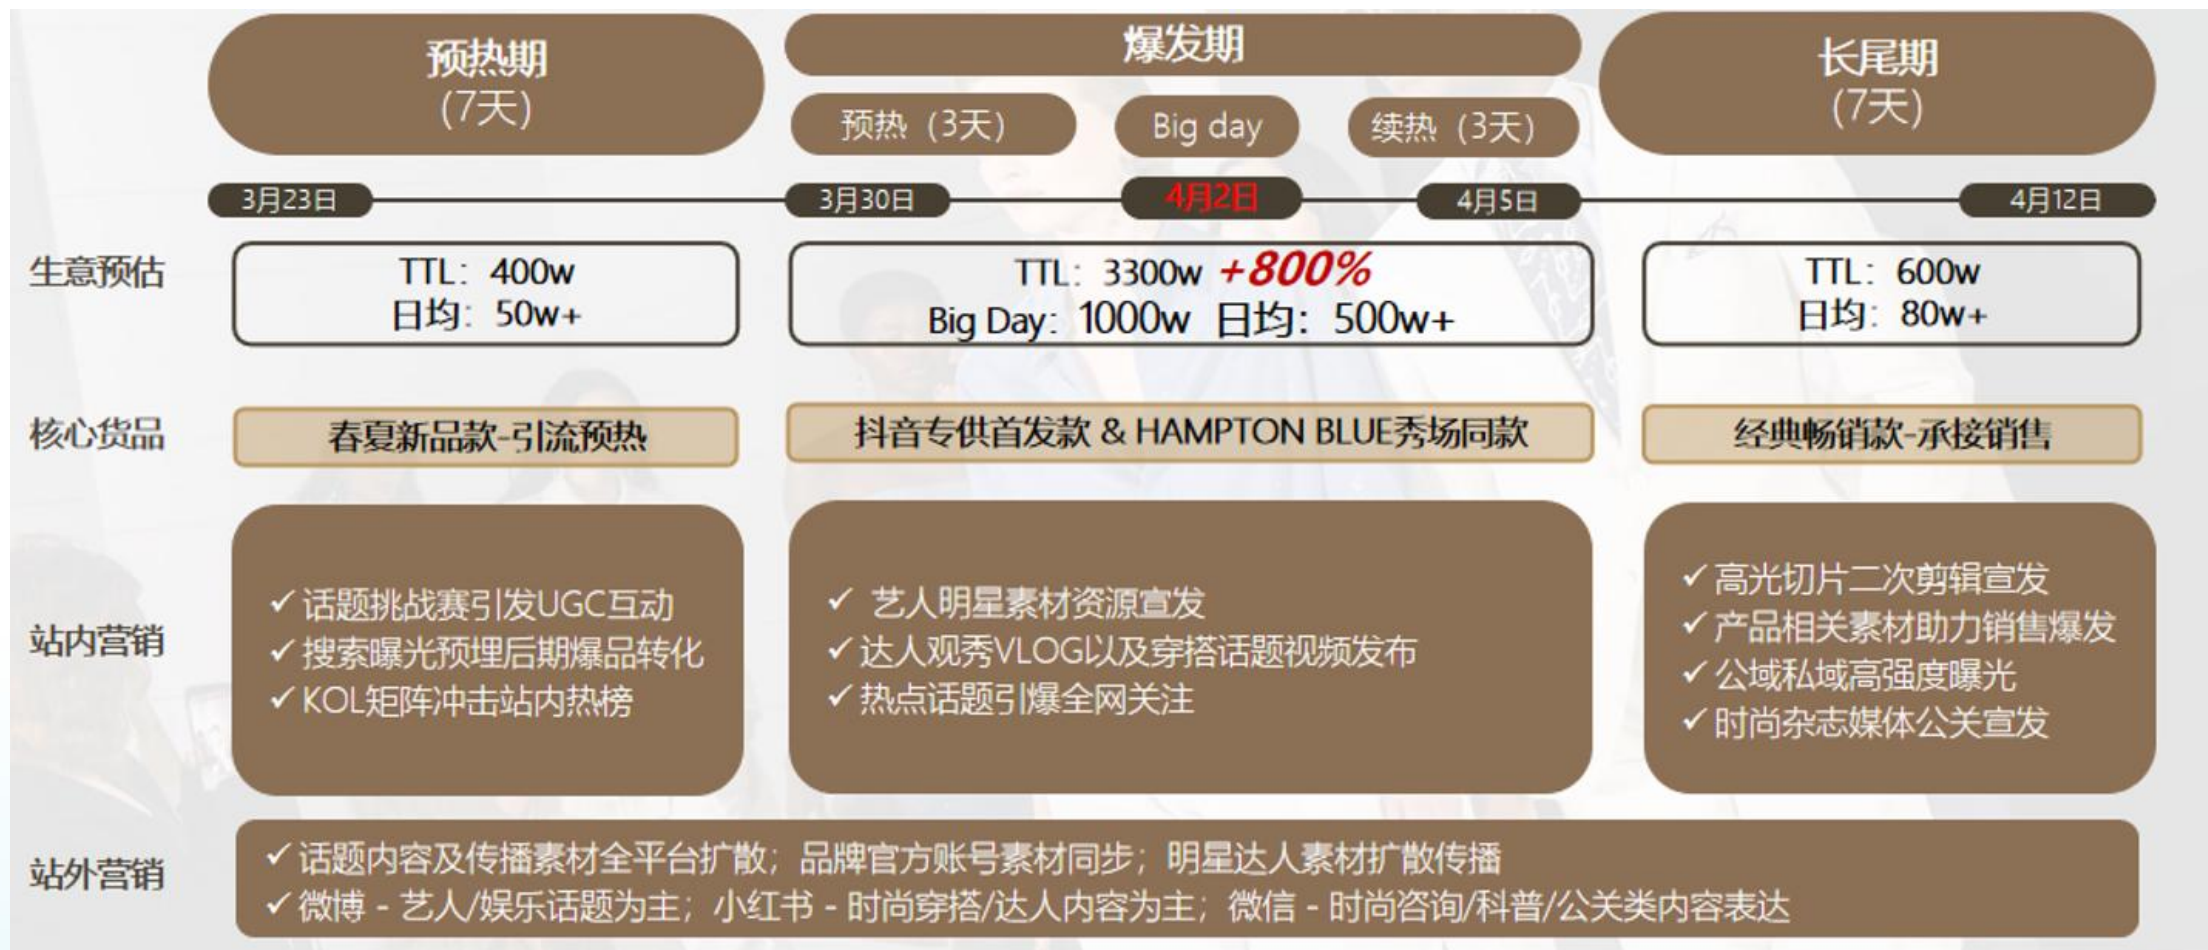 预热期
(7天)
爆发期
预热（3天）
Big day
续热（3天）
长尾期
(7天)
3月23日
3月30日
4月2日
4月5日
4月12日
生意预估
TTL：400w
日均：50w+
TTL：3300w +800%
Big Day：1000w 日均：500w+
TTL：600w
日均：80w+
核心货品
春夏新品款-引流预热
抖音专供首发款 & HAMPTON BLUE秀场同款
经典畅销款-承接销售
站内营销
✓ 话题挑战赛引发UGC互动
✓ 搜索曝光预埋后期爆品转化
✓ KOL矩阵冲击站内热榜
✓ 艺人明星素材资源宣发
✓ 达人观秀VLOG以及穿搭话题视频发布
✓ 热点话题引爆全网关注
✓ 高光切片二次剪辑宣发
✓ 产品相关素材助力销售爆发
✓ 公域私域高强度曝光
✓ 时尚杂志媒体公关宣发
站外营销
✓ 话题内容及传播素材全平台扩散；品牌官方账号素材同步；明星达人素材扩散传播
✓ 微博 - 艺人/娱乐话题为主；小红书 - 时尚穿搭/达人内容为主；微信 - 时尚咨询/科普/公关类内容表达